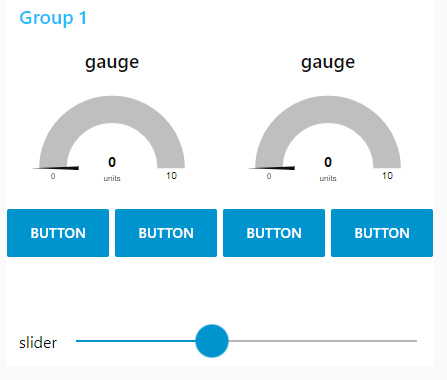 Group 1
gauge gauge
0 0
units units
0 10 0 10
BUTTON BUTTON BUTTON BUTTON
slider